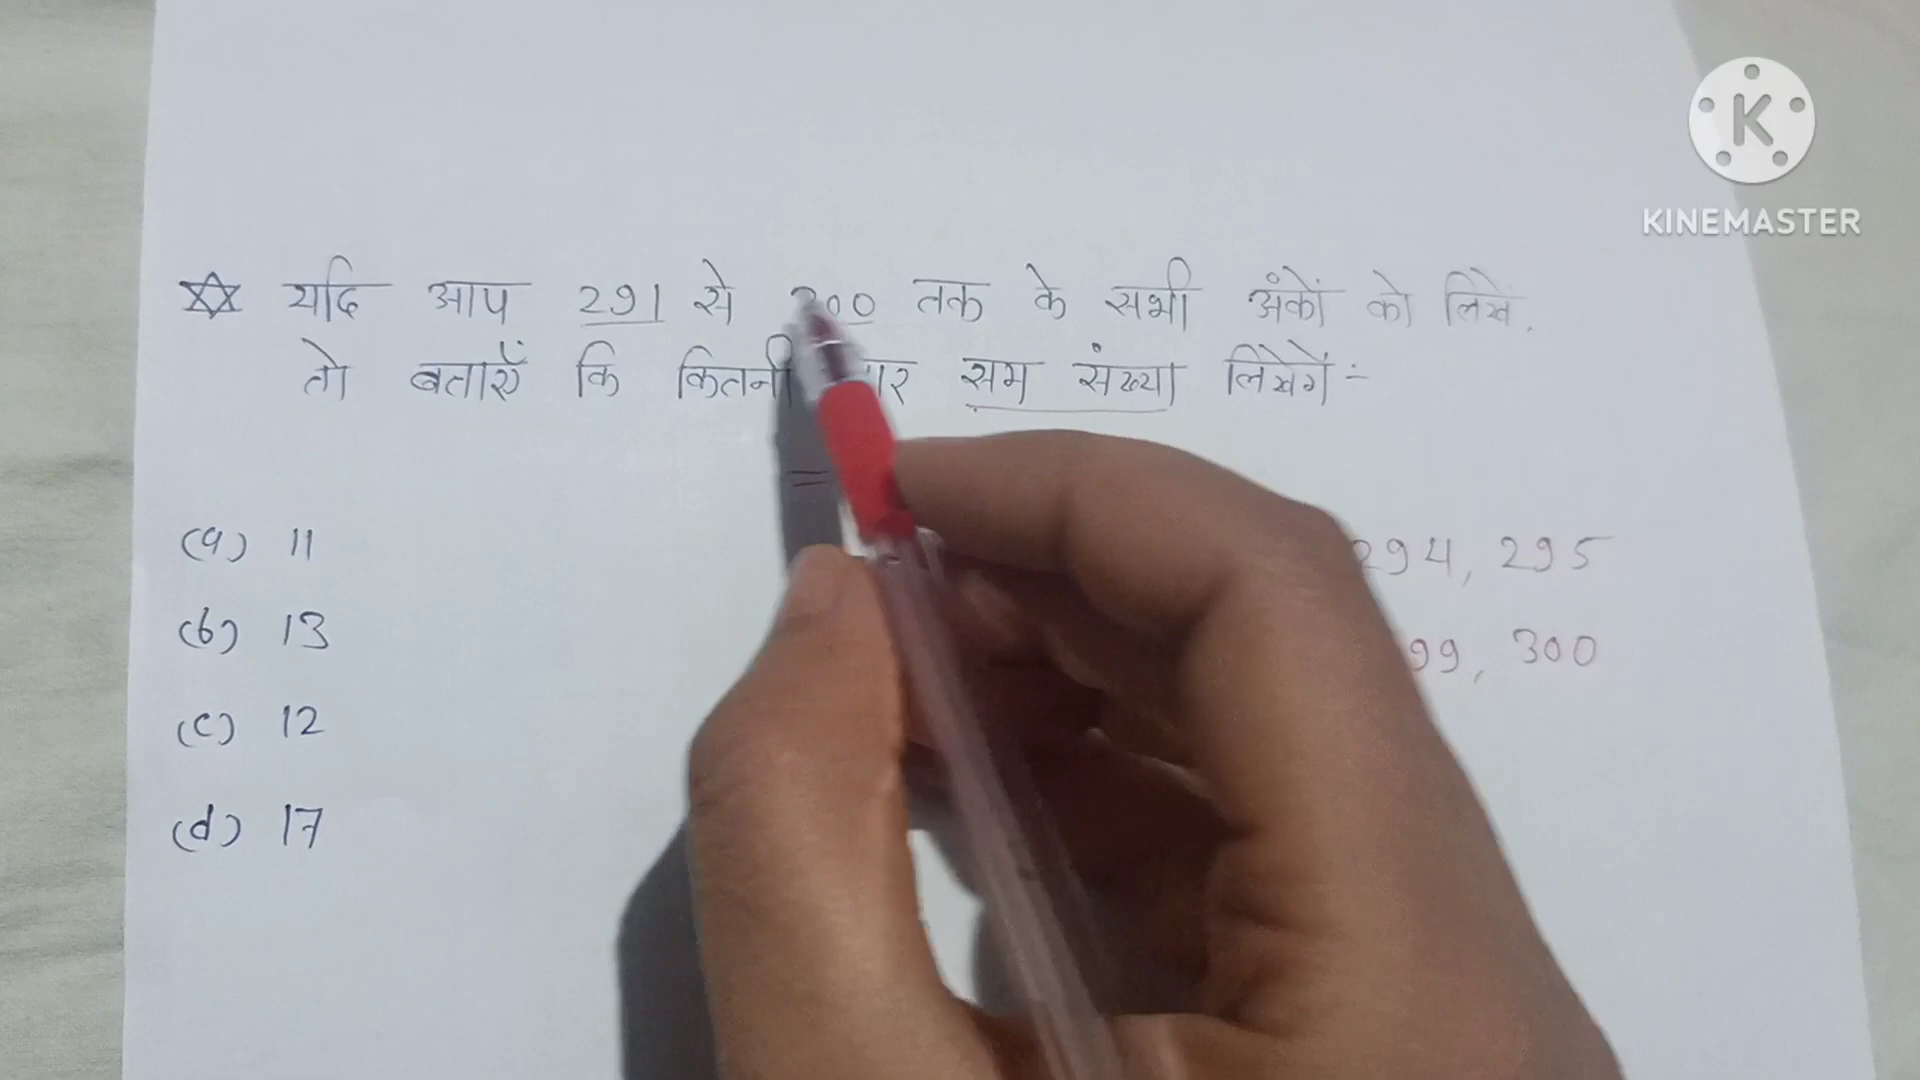 K
KINEMASTER
यदि आप 291 से 300 तक के सभी अंकों को लिखें,
तो बताएँ कि कितनी सम संख्या लिखेगें :-
(a) 11
294, 295
(b) 13
99, 300
(c) 12
(d) 17